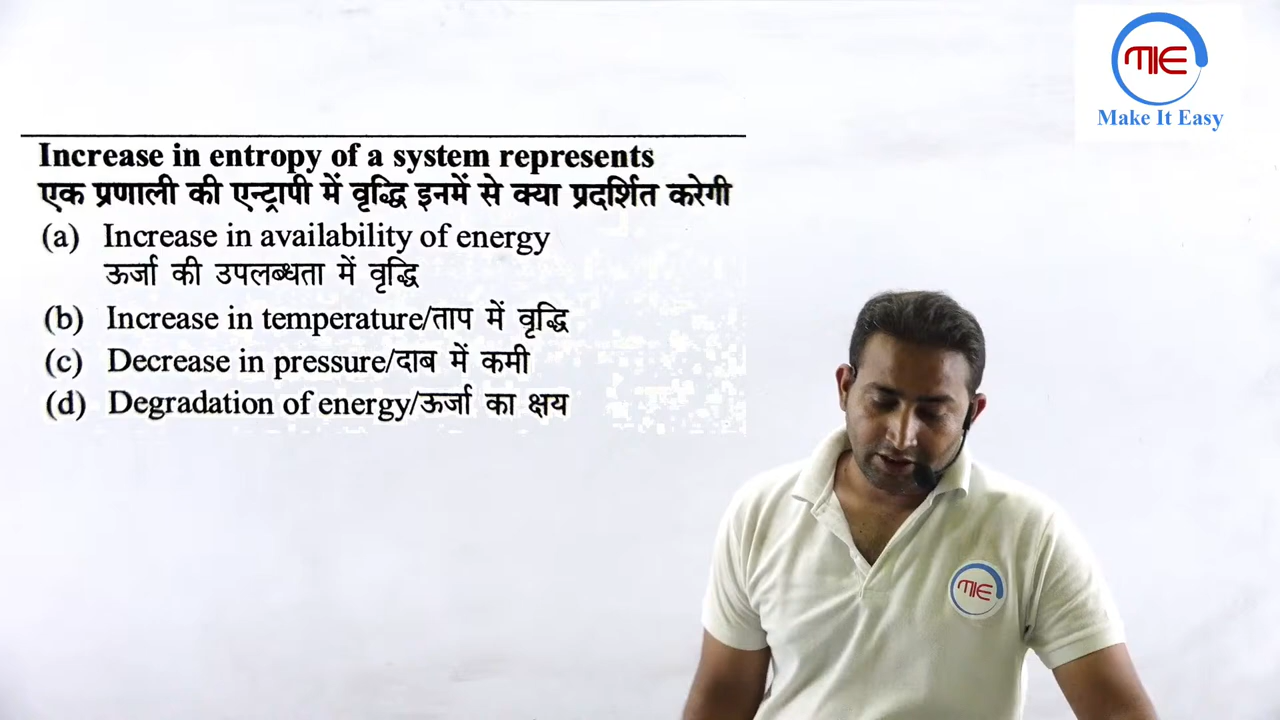 MIE
Make It Easy
Increase in entropy of a system represents
एक प्रणाली की एन्ट्रापी में वृद्धि इनमें से क्या प्रदर्शित करेगी
(a) Increase in availability of energy
ऊर्जा की उपलब्धता में वृद्धि
(b) Increase in temperature/ताप में वृद्धि
(c) Decrease in pressure/दाब में कमी
(d) Degradation of energy/ऊर्जा का क्षय
MIE